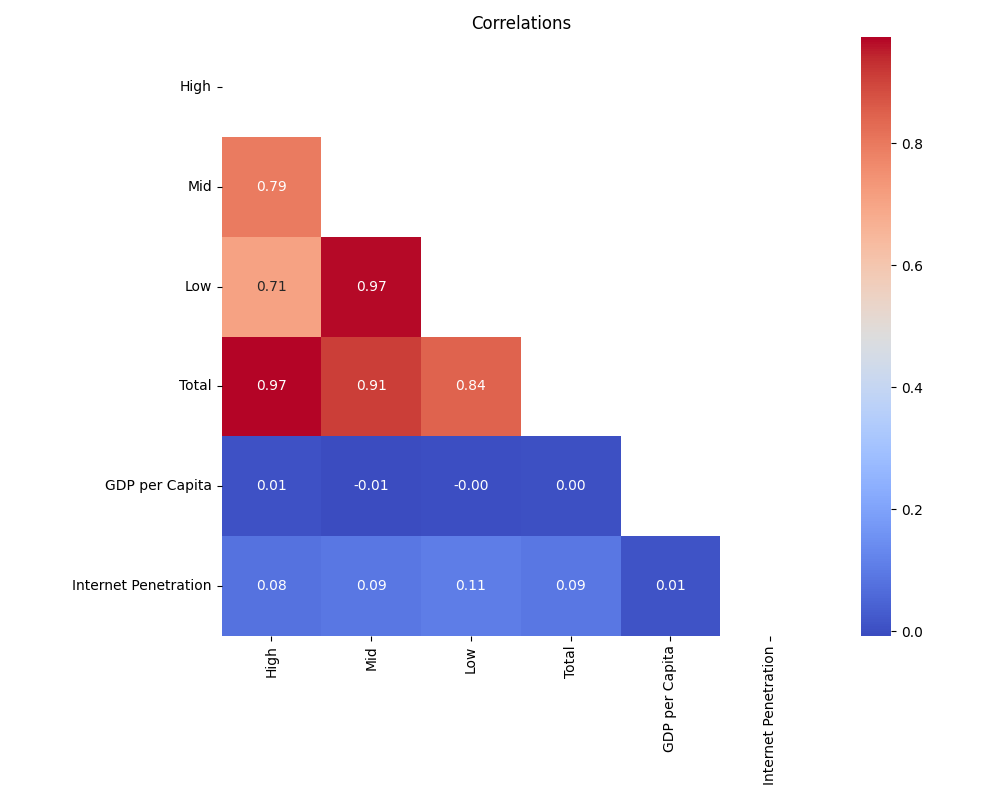 Correlations
High
Mid
0.79
Low
0.71 0.97
Total
0.97 0.91 0.84
GDP per Capita
0.01 -0.01 -0.00 0.00
Internet Penetration
0.08 0.09 0.11 0.09 0.01
High
Mid
Low
Total
GDP per Capita
Internet Penetration
0.8
0.6
0.4
0.2
0.0